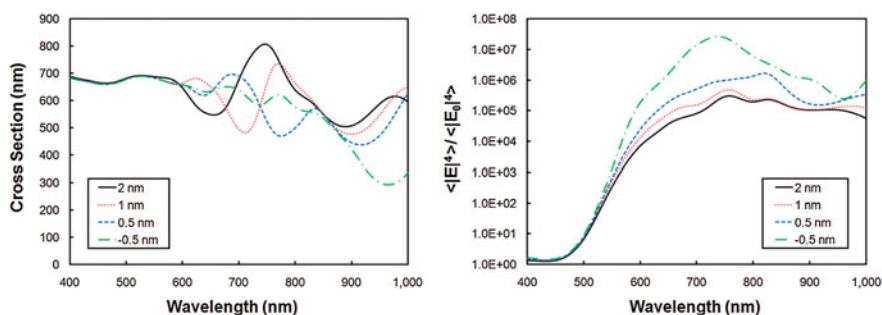 900
800
700
600
500
400
300
200
100
0
Cross Section (nm)
2 nm
1 nm
0.5 nm
-0.5 nm
400 500 600 700 800 900 1,000
Wavelength (nm)
1.0E+08
1.0E+07
1.0E+06
1.0E+05
1.0E+04
1.0E+03
1.0E+02
1.0E+01
1.0E+00
<|E|⁴>/ <|E₀|⁴>
2 nm
1 nm
0.5 nm
-0.5 nm
400 500 600 700 800 900 1,000
Wavelength (nm)